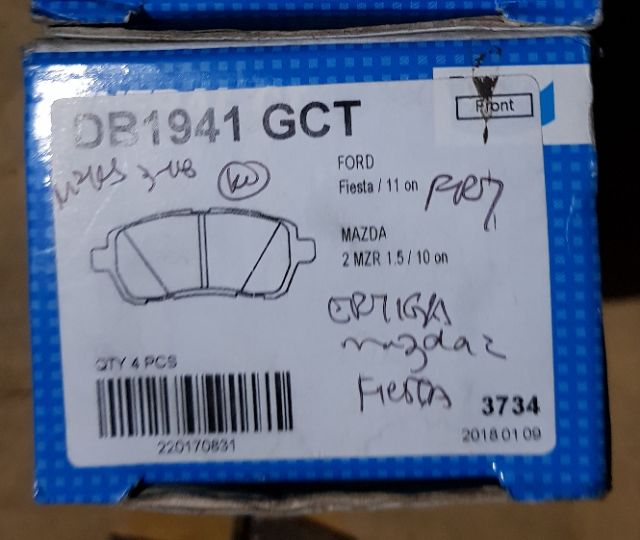 DB1941 GCT
Front
FORD
Fiesta / 11 on
MAZDA
2 MZR 1.5 / 10 on
ERTIGA
mazda 2
FIESTA
QTY 4 PCS
3734
220170831
2018 01 09